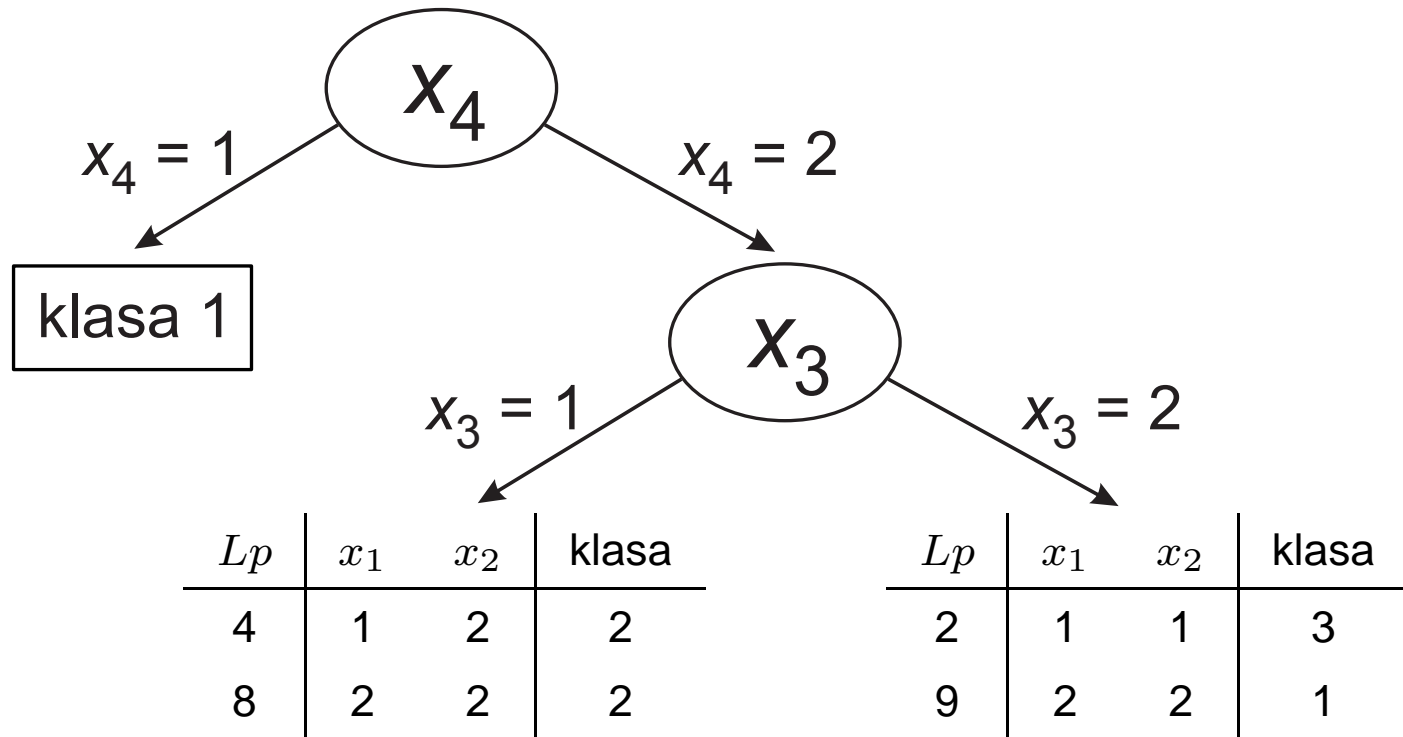 x4
x4 = 1
x4 = 2
klasa 1
x3
x3 = 1
x3 = 2
Lp x1 x2 klasa
4 1 2 2
8 2 2 2
Lp x1 x2 klasa
2 1 1 3
9 2 2 1